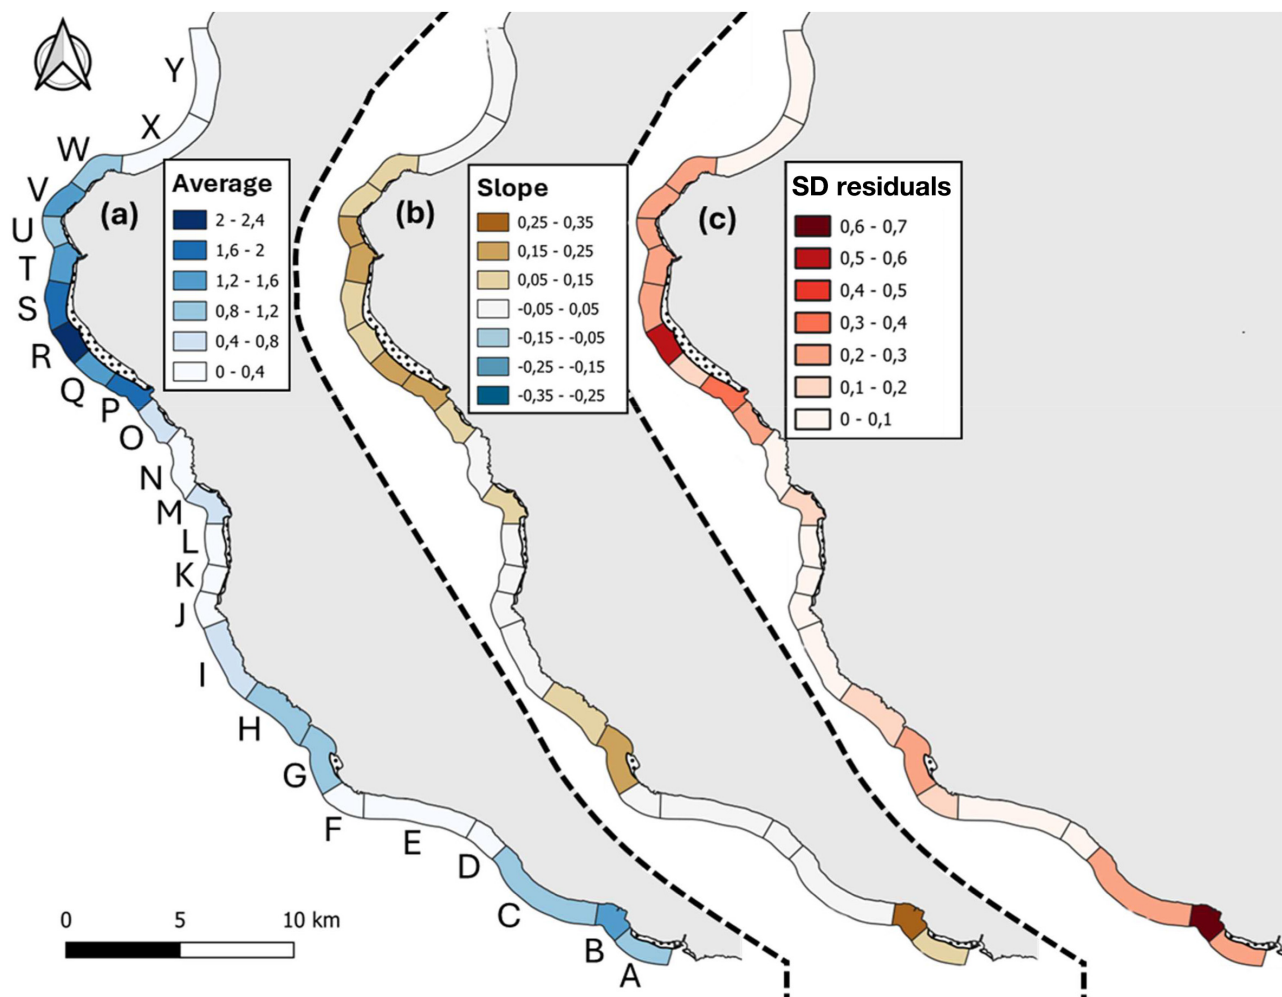 Y
X
W
V
U
T
S
R
Q
P
O
N
M
L
K
J
I
H
G
F
E
D
C
B
A
(a)
Average
2 - 2,4
1,6 - 2
1,2 - 1,6
0,8 - 1,2
0,4 - 0,8
0 - 0,4
0 5 10 km
(b)
Slope
0,25 - 0,35
0,15 - 0,25
0,05 - 0,15
-0,05 - 0,05
-0,15 - -0,05
-0,25 - -0,15
-0,35 - -0,25
(c)
SD residuals
0,6 - 0,7
0,5 - 0,6
0,4 - 0,5
0,3 - 0,4
0,2 - 0,3
0,1 - 0,2
0 - 0,1